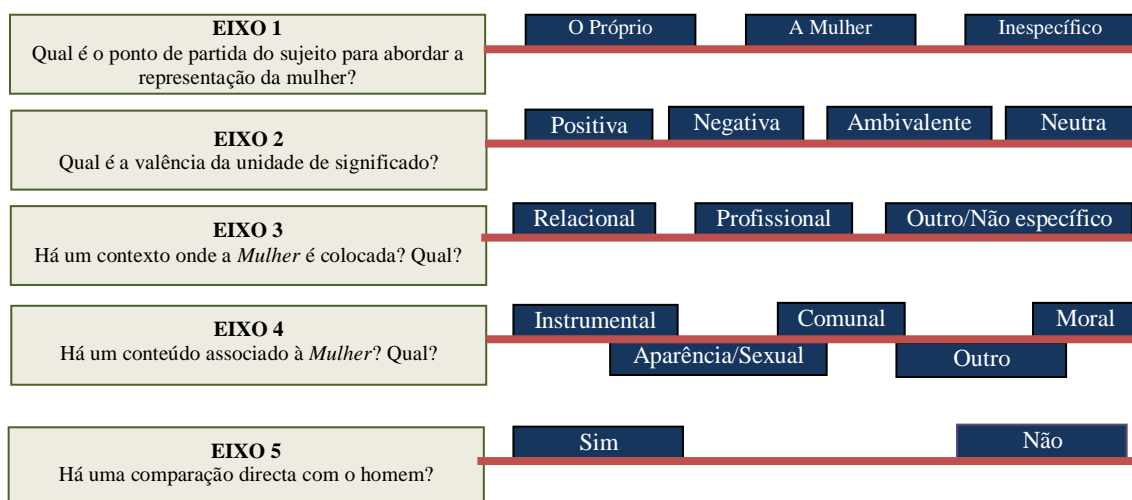 EIXO 1
Qual é o ponto de partida do sujeito para abordar a
representação da mulher?
O Próprio
A Mulher
Inespecífico
EIXO 2
Qual é a valência da unidade de significado?
Positiva
Negativa
Ambivalente
Neutra
EIXO 3
Há um contexto onde a Mulher é colocada? Qual?
Relacional
Profissional
Outro/Não específico
EIXO 4
Há um conteúdo associado à Mulher? Qual?
Instrumental
Comunal
Moral
Aparência/Sexual
Outro
EIXO 5
Há uma comparação directa com o homem?
Sim
Não